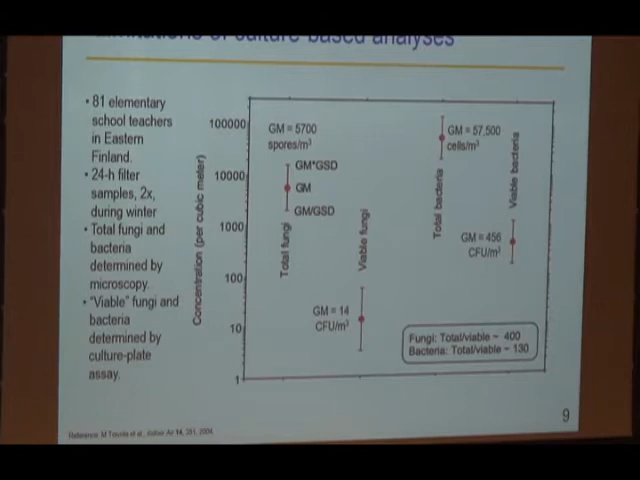 Limitations of culture-based analyses
• 81 elementary
school teachers
in Eastern
Finland.
• 24-h filter
samples, 2x,
during winter
• Total fungi and
bacteria
determined by
microscopy.
• "Viable" fungi and
bacteria
determined by
culture-plate
assay.
Concentration (per cubic meter)
100000
10000
1000
100
10
1
GM = 5700
spores/m³
GM*GSD
GM
GM/GSD
Total fungi
Viable fungi
GM = 14
CFU/m³
GM = 57,500
cells/m³
Total bacteria
Viable bacteria
GM = 456
CFU/m³
Fungi: Total/viable ~ 400
Bacteria: Total/viable ~ 130
9
Reference: M Toivola et al., Indoor Air 14, 351, 2004.